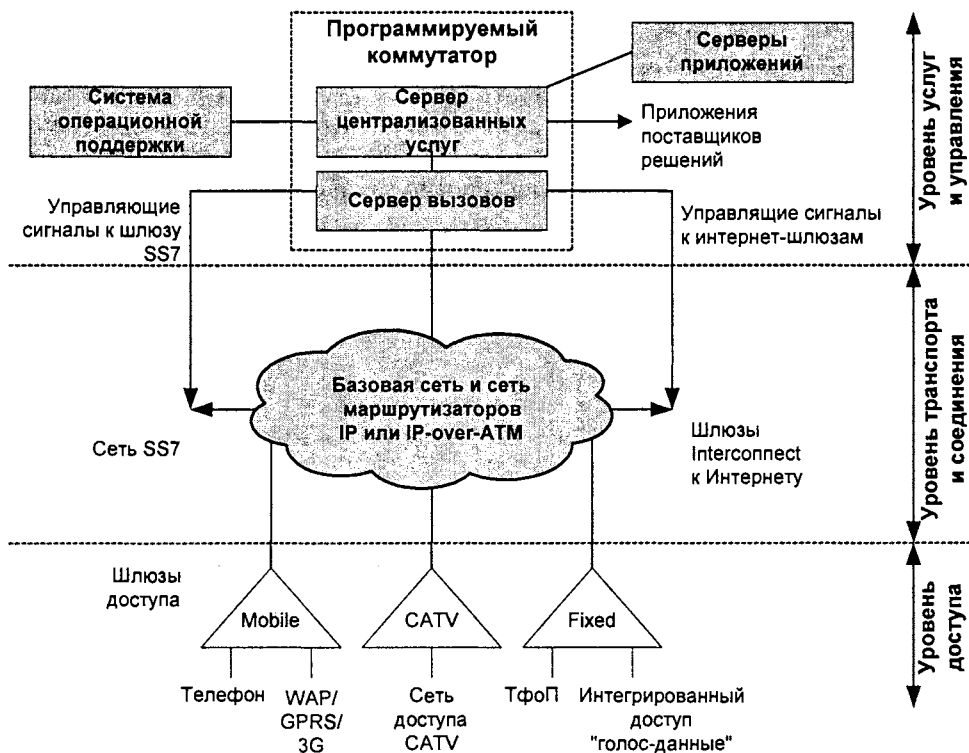 Программируемый
коммутатор
Серверы
приложений
Система
операционной
поддержки
Сервер
централизованных
услуг
Приложения
поставщиков
решений
Сервер вызовов
Управляющие
сигналы к шлюзу
SS7
Управлящие сигналы
к интернет-шлюзам
Уровень услуг
и управления
Базовая сеть и сеть
маршрутизаторов
IP или IP-over-ATM
Сеть SS7
Шлюзы
Interconnect
к Интернету
Уровень транспорта
и соединения
Шлюзы
доступа
Mobile
CATV
Fixed
Телефон
WAP/
GPRS/
3G
Сеть
доступа
CATV
ТфоП
Интегрированный
доступ
"голос-данные"
Уровень
доступа